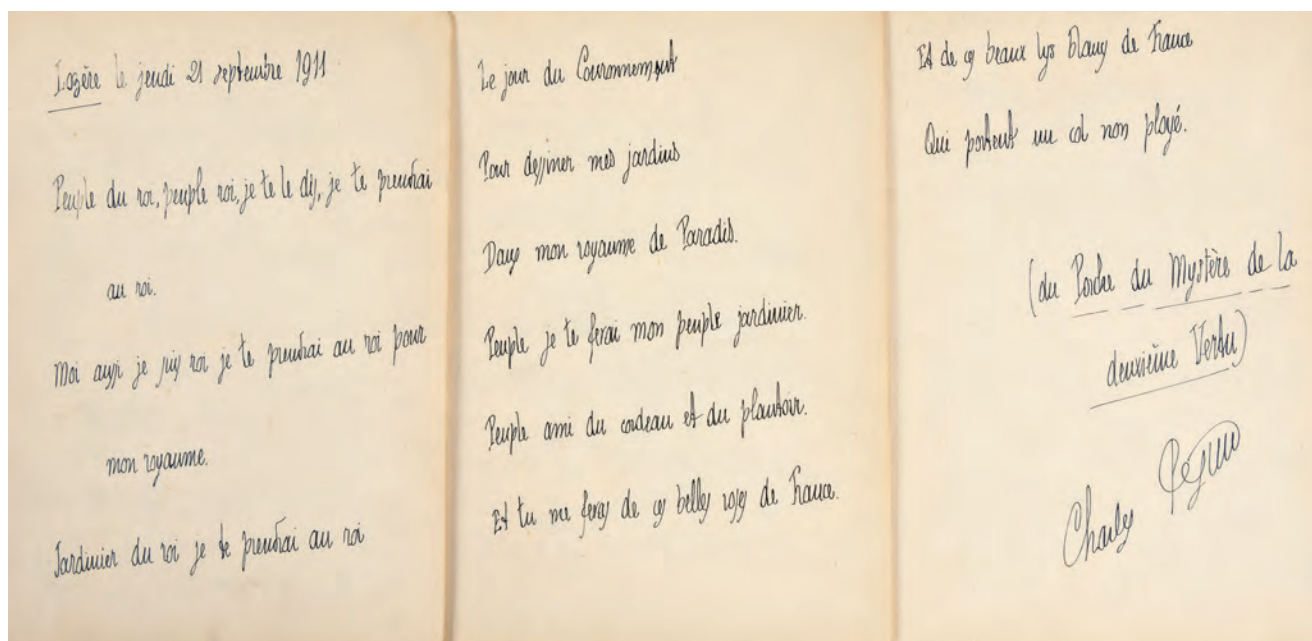 Lozère le jeudi 21 septembre 1911.
Peuple du roi, peuple roi, je te le dis, je te prendrai
au roi.
Moi aussi je suis roi je te prendrai au roi pour
mon royaume.
Jardinier du roi je te prendrai au roi
Le jour du Couronnement
Pour dessiner mes jardins
Dans mon royaume de Paradis.
Peuple je te ferai mon peuple jardinier.
Peuple ami du cordeau et du plantoir.
Et tu me feras de ces belles roses de France.
Et de ces beaux lys blancs de France
Qui portent un col non ployé.
(du Porche du Mystère de la
deuxième Vertu)
Charles Péguy